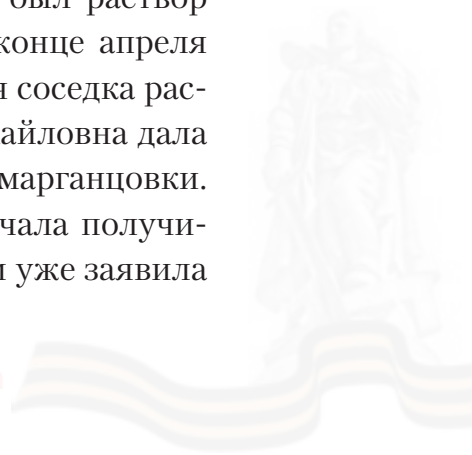 был раствор
конце апреля
соседка рас-
айловна дала
марганцовки.
чала получи-
уже заявила